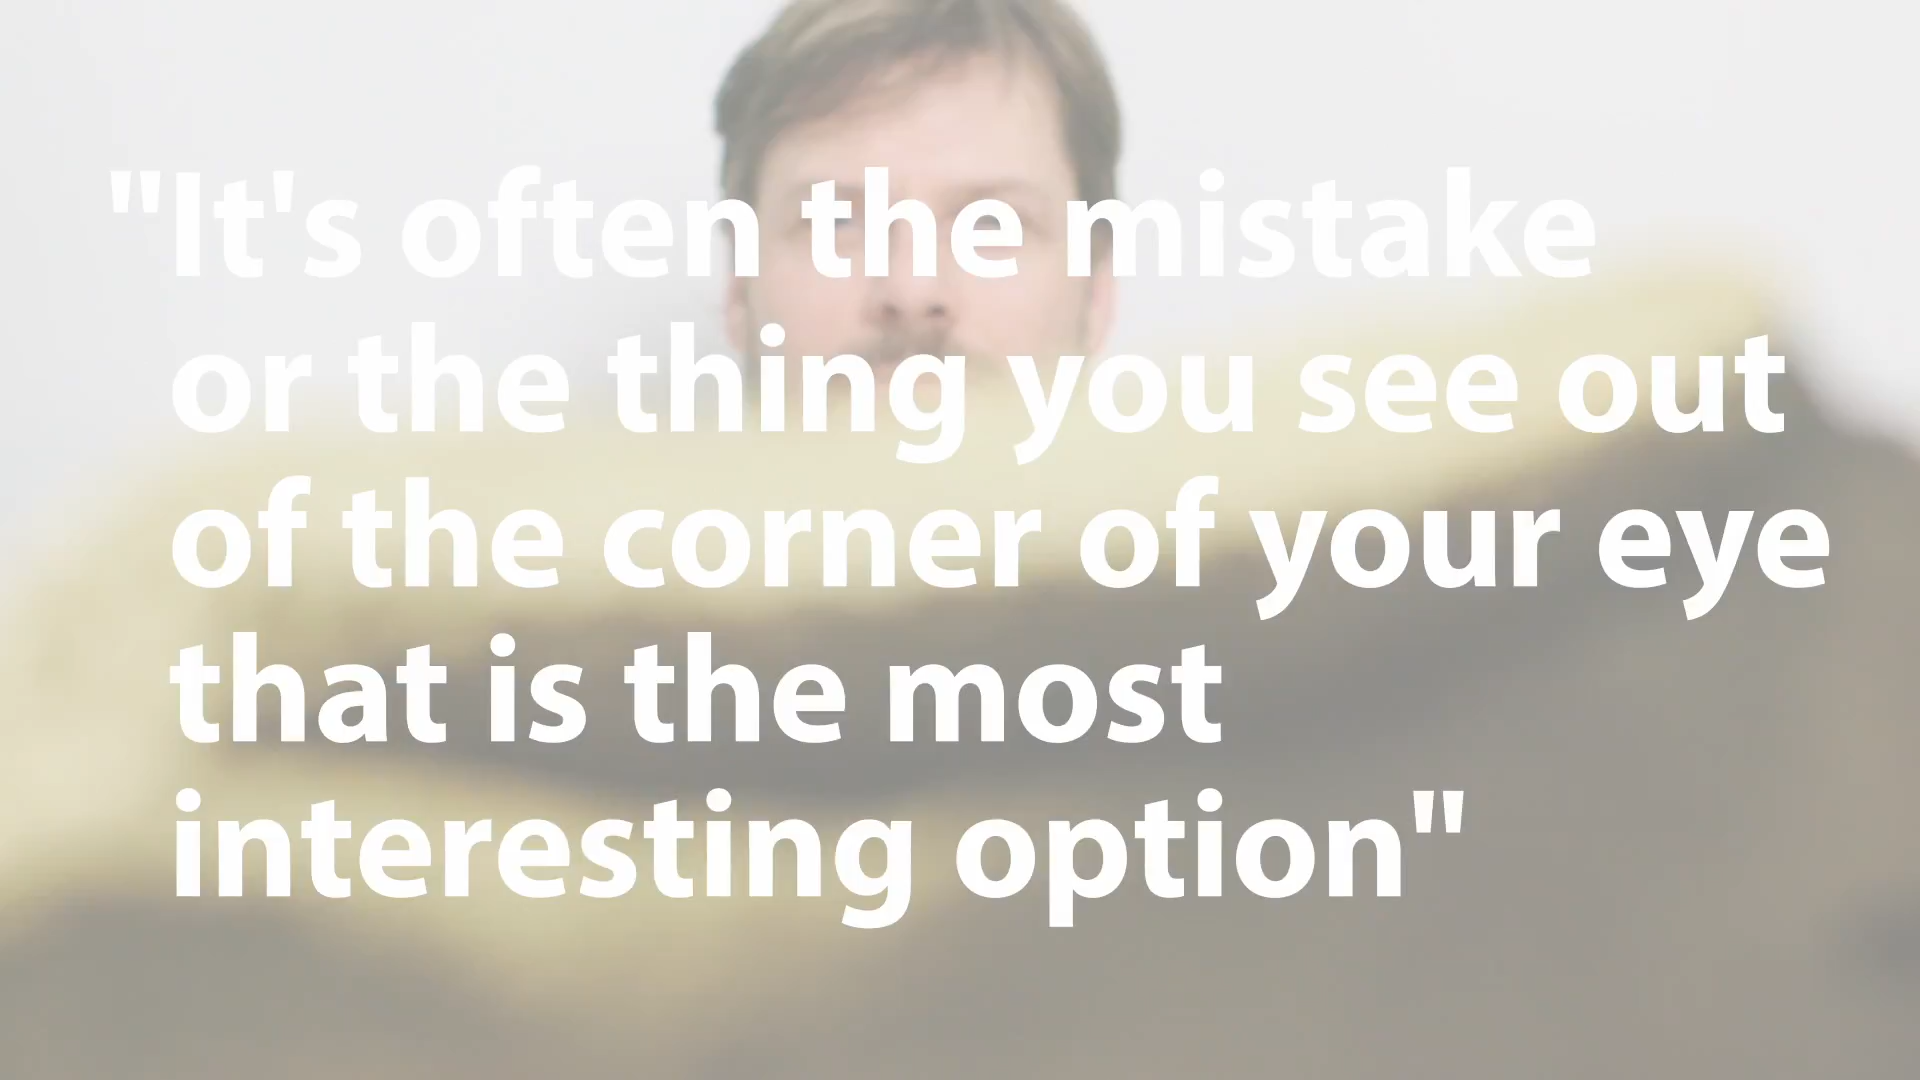 "It's often the mistake
or the thing you see out
of the corner of your eye
that is the most
interesting option"